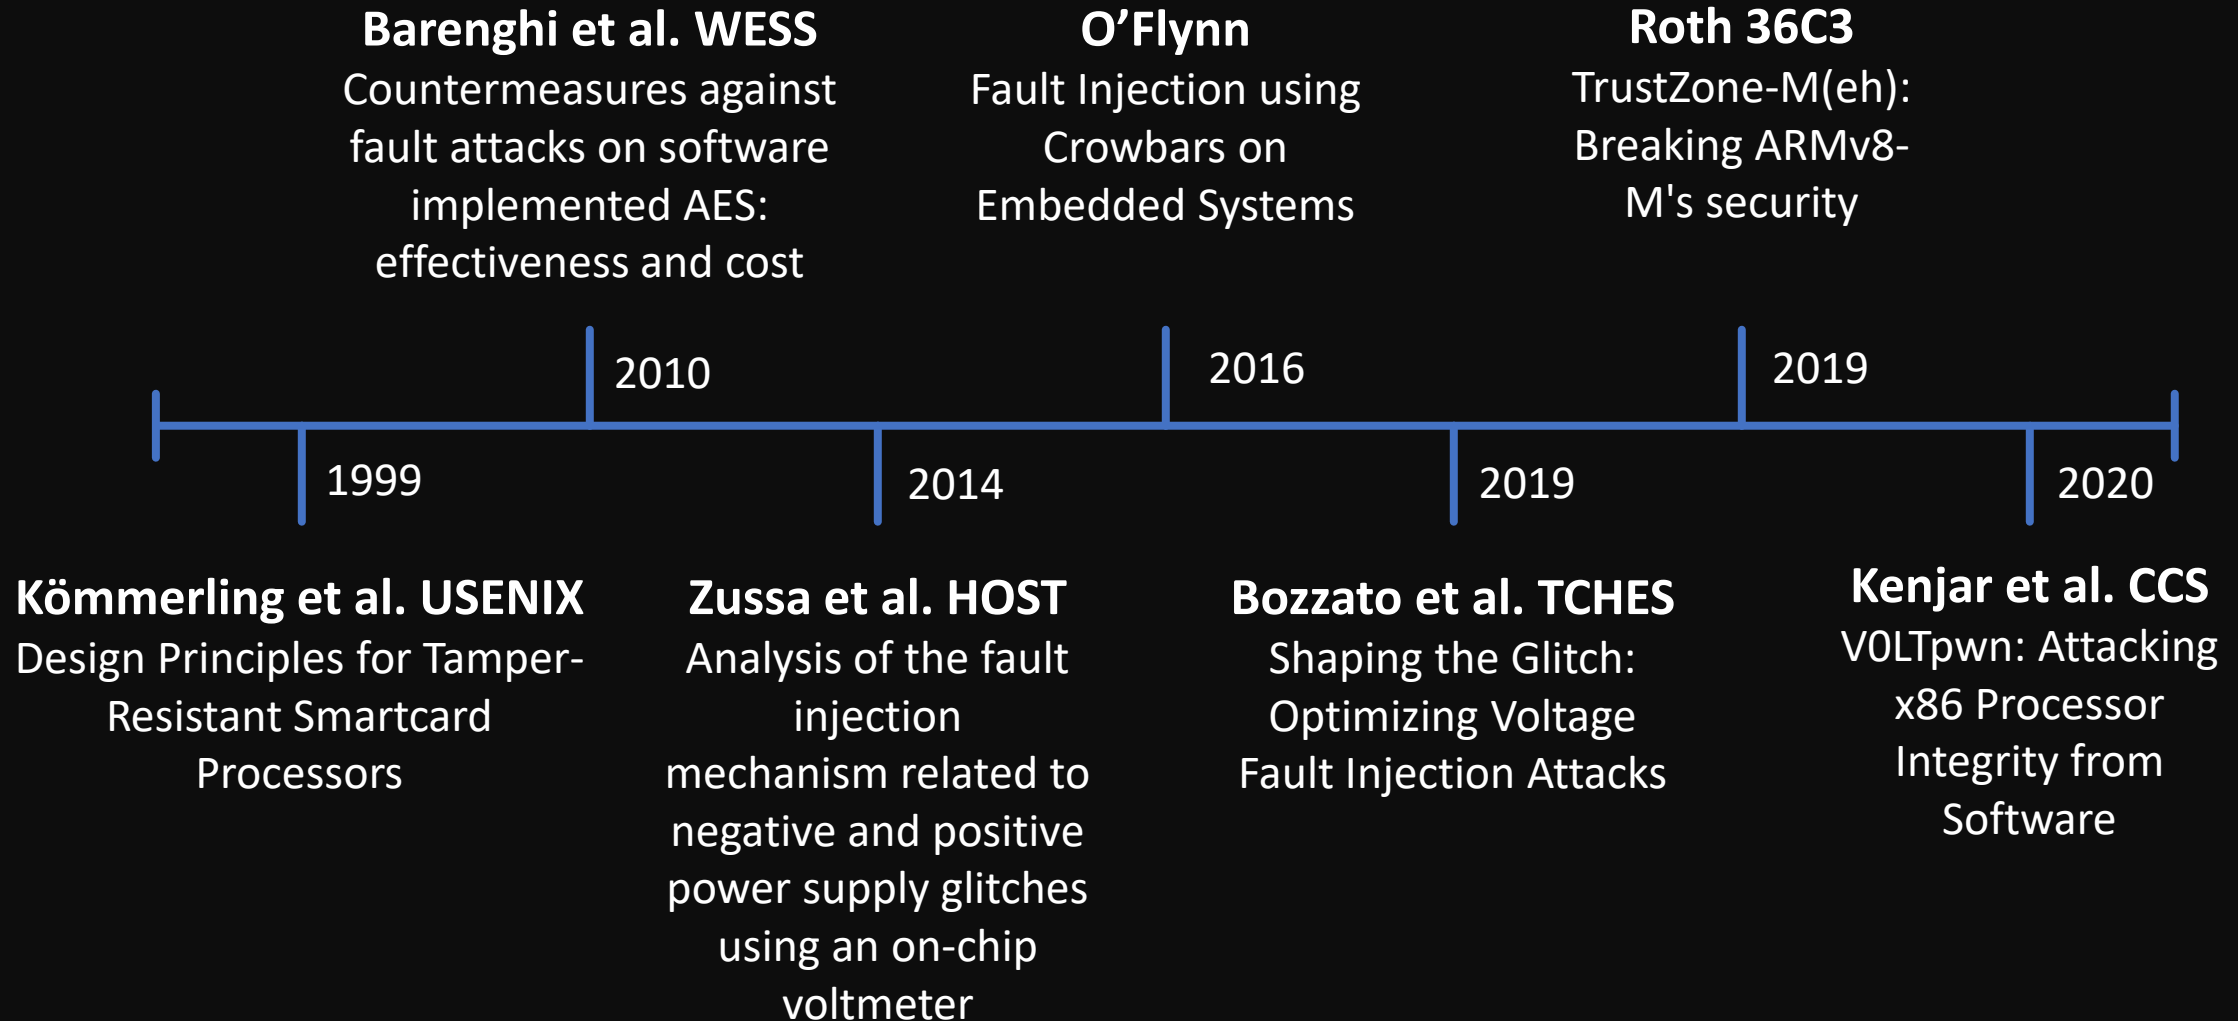 Barenghi et al. WESS
Countermeasures against
fault attacks on software
implemented AES:
effectiveness and cost
O’Flynn
Fault Injection using
Crowbars on
Embedded Systems
Roth 36C3
TrustZone-M(eh):
Breaking ARMv8-
M's security
2010
2016
2019
1999
2014
2019
2020
Kömmerling et al. USENIX
Design Principles for Tamper-
Resistant Smartcard
Processors
Zussa et al. HOST
Analysis of the fault
injection
mechanism related to
negative and positive
power supply glitches
using an on-chip
voltmeter
Bozzato et al. TCHES
Shaping the Glitch:
Optimizing Voltage
Fault Injection Attacks
Kenjar et al. CCS
V0LTpwn: Attacking
x86 Processor
Integrity from
Software